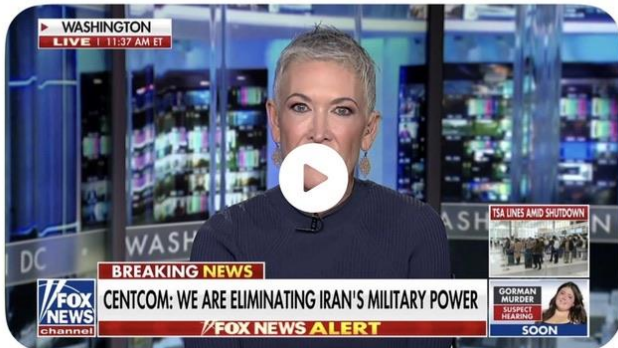 WASHINGTON
LIVE | 11:37 AM ET
TSA LINES AMID SHUTDOWN
DC
WASH
ASH
N
BREAKING NEWS
CENTCOM: WE ARE ELIMINATING IRAN'S MILITARY POWER
FOX
NEWS
channel
FOX NEWS ALERT
GORMAN
MURDER
SUSPECT
HEARING
SOON